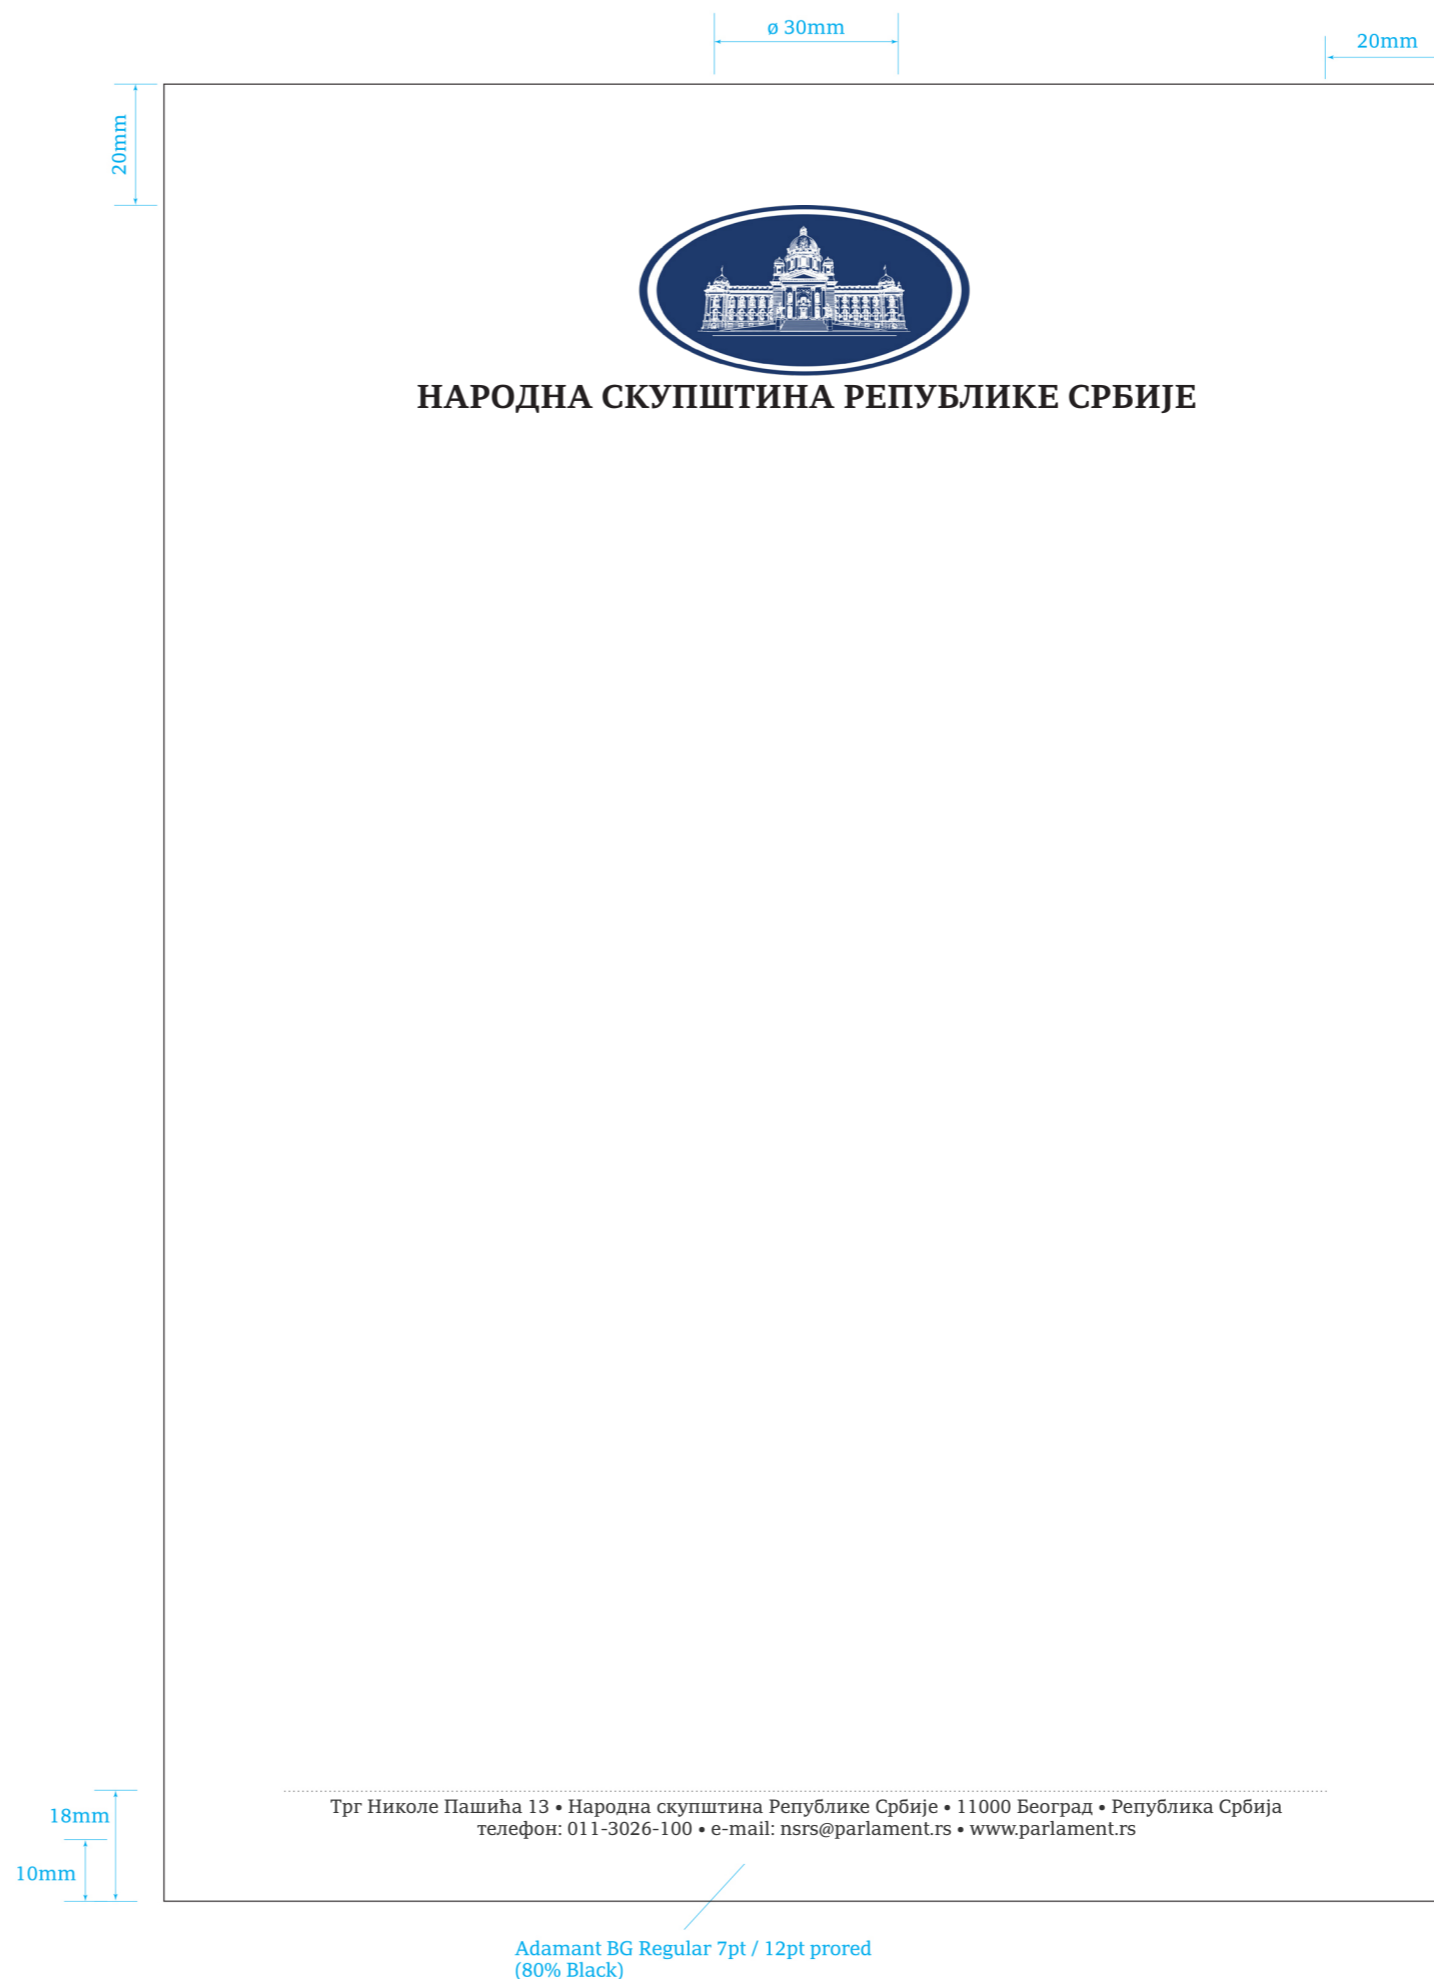 ø 30mm
20mm
20mm
НАРОДНА СКУПШТИНА РЕПУБЛИКЕ СРБИЈЕ
Трг Николе Пашића 13 • Народна скупштина Републике Србије • 11000 Београд • Република Србија
телефон: 011-3026-100 • e-mail: nsrs@parlament.rs • www.parlament.rs
18mm
10mm
Adamant BG Regular 7pt / 12pt prored
(80% Black)